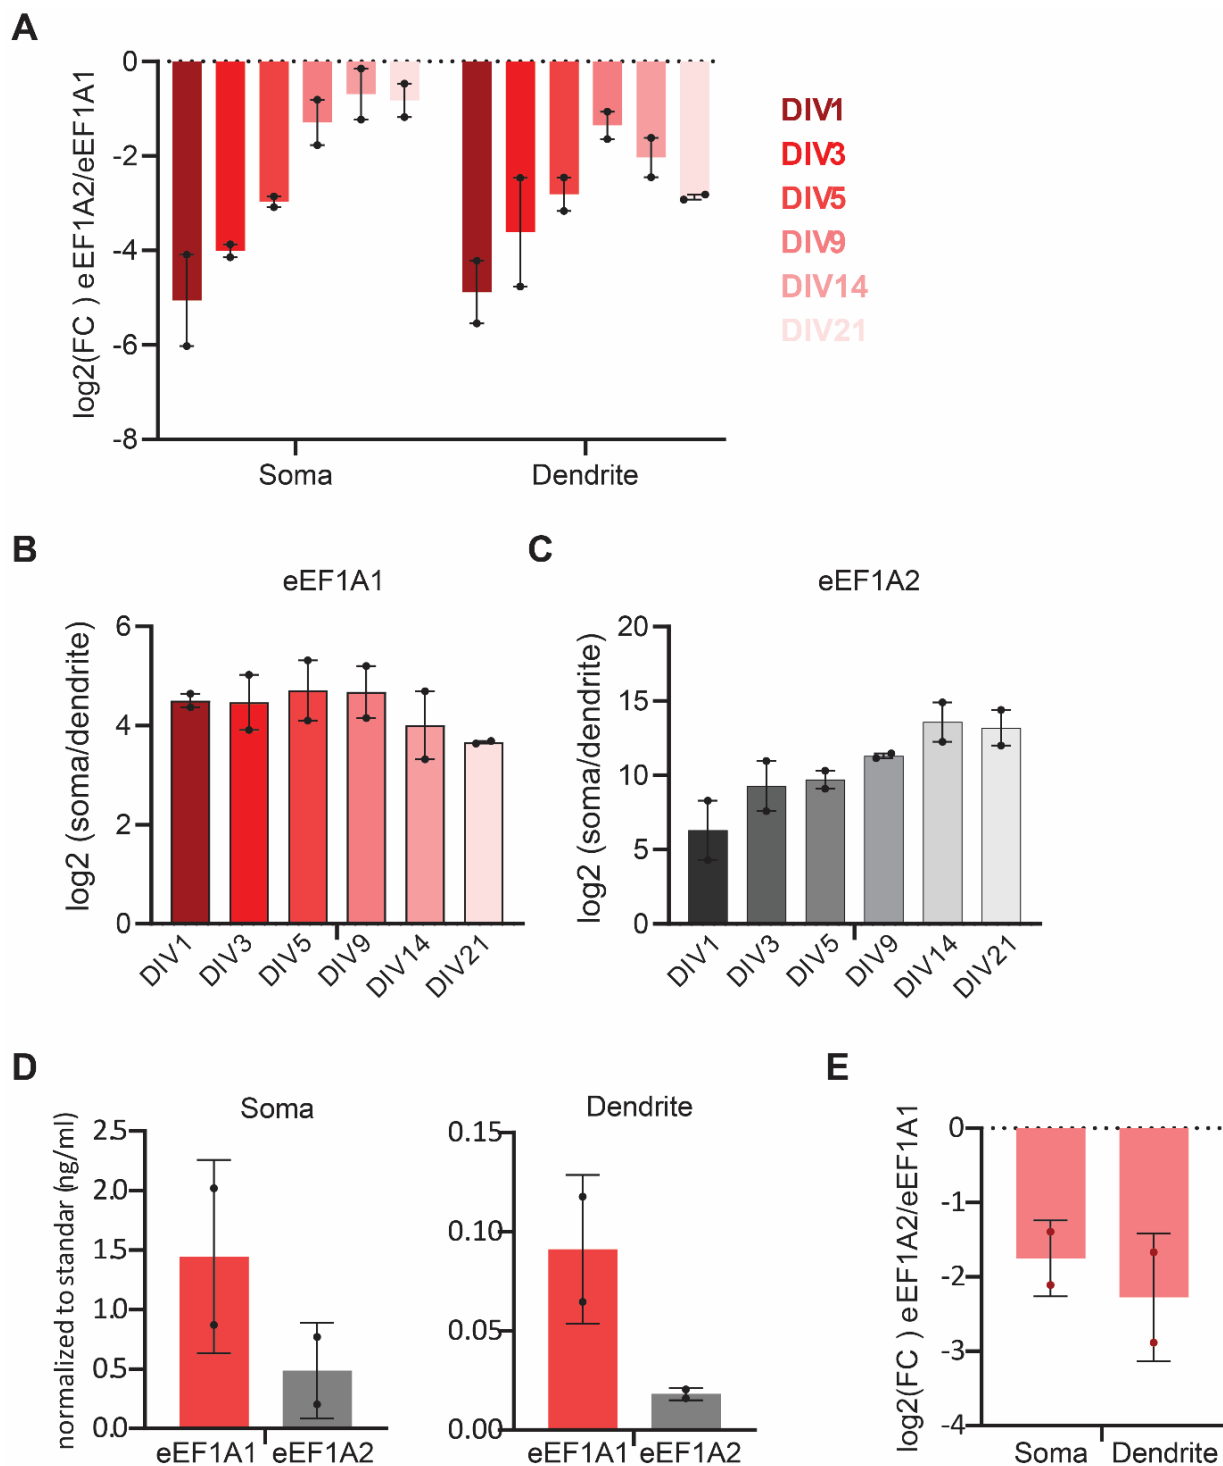 A
log2(FC ) eEF1A2/eEF1A1
0
-2
-4
-6
-8
Soma
Dendrite
DIV1
DIV3
DIV5
DIV9
DIV14
DIV21
B
eEF1A1
log2 (soma/dendrite)
6
4
2
0
DIV1
DIV3
DIV5
DIV9
DIV14
DIV21
C
eEF1A2
log2 (soma/dendrite)
20
15
10
5
0
DIV1
DIV3
DIV5
DIV9
DIV14
DIV21
D
Soma
normalized to standar (ng/ml)
2.5
2.0
1.5
1.0
0.5
0.0
eEF1A1
eEF1A2
Dendrite
0.15
0.10
0.05
0.00
eEF1A1
eEF1A2
E
log2(FC ) eEF1A2/eEF1A1
0
-1
-2
-3
-4
Soma
Dendrite